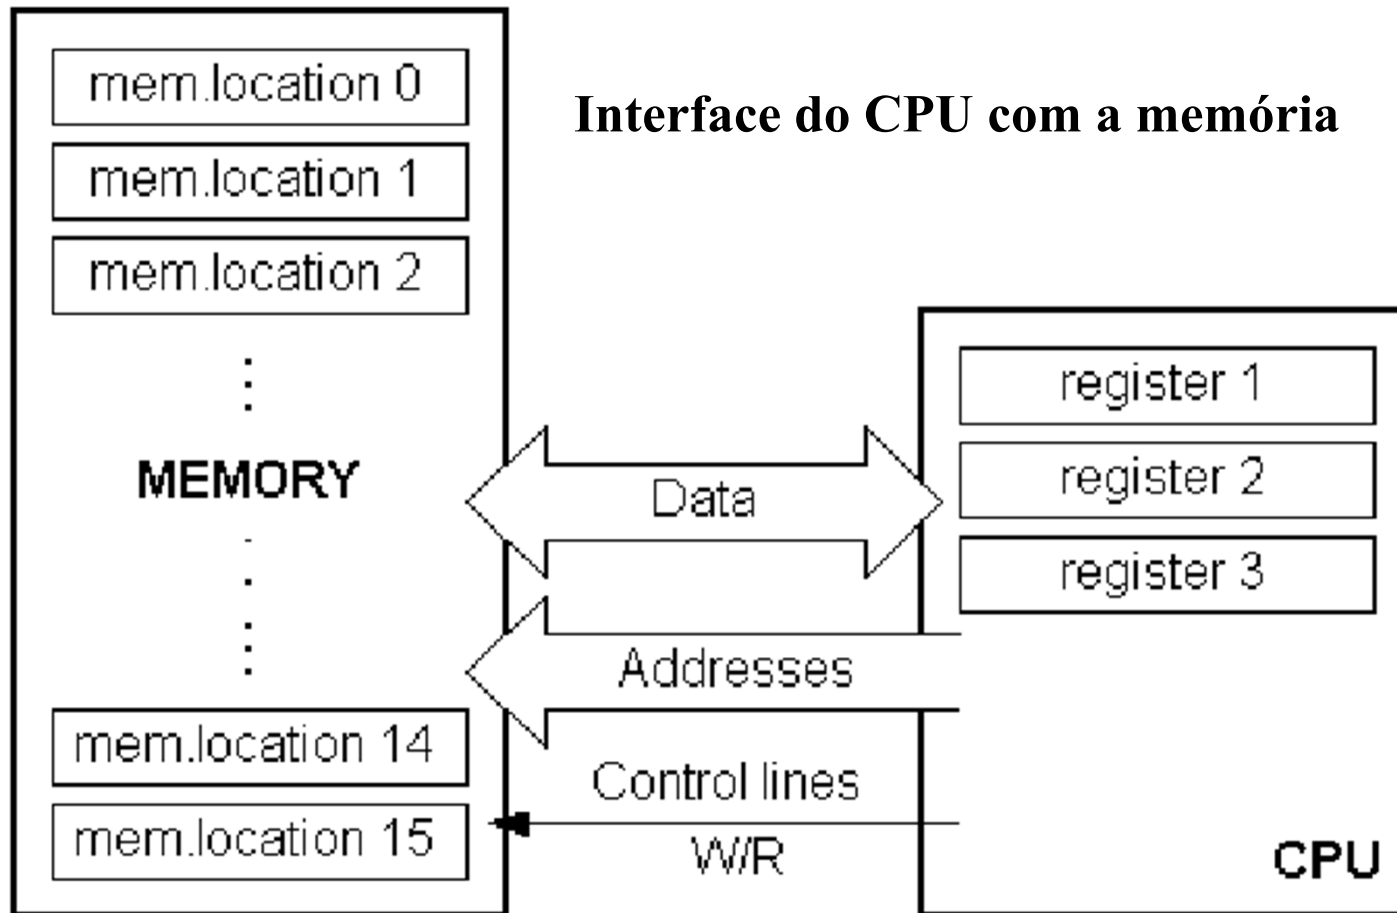 mem.location 0
Interface do CPU com a memória
mem.location 1
mem.location 2
register 1
MEMORY
Data
register 2
register 3
Addresses
mem.location 14
Control lines
mem.location 15
W/R
CPU